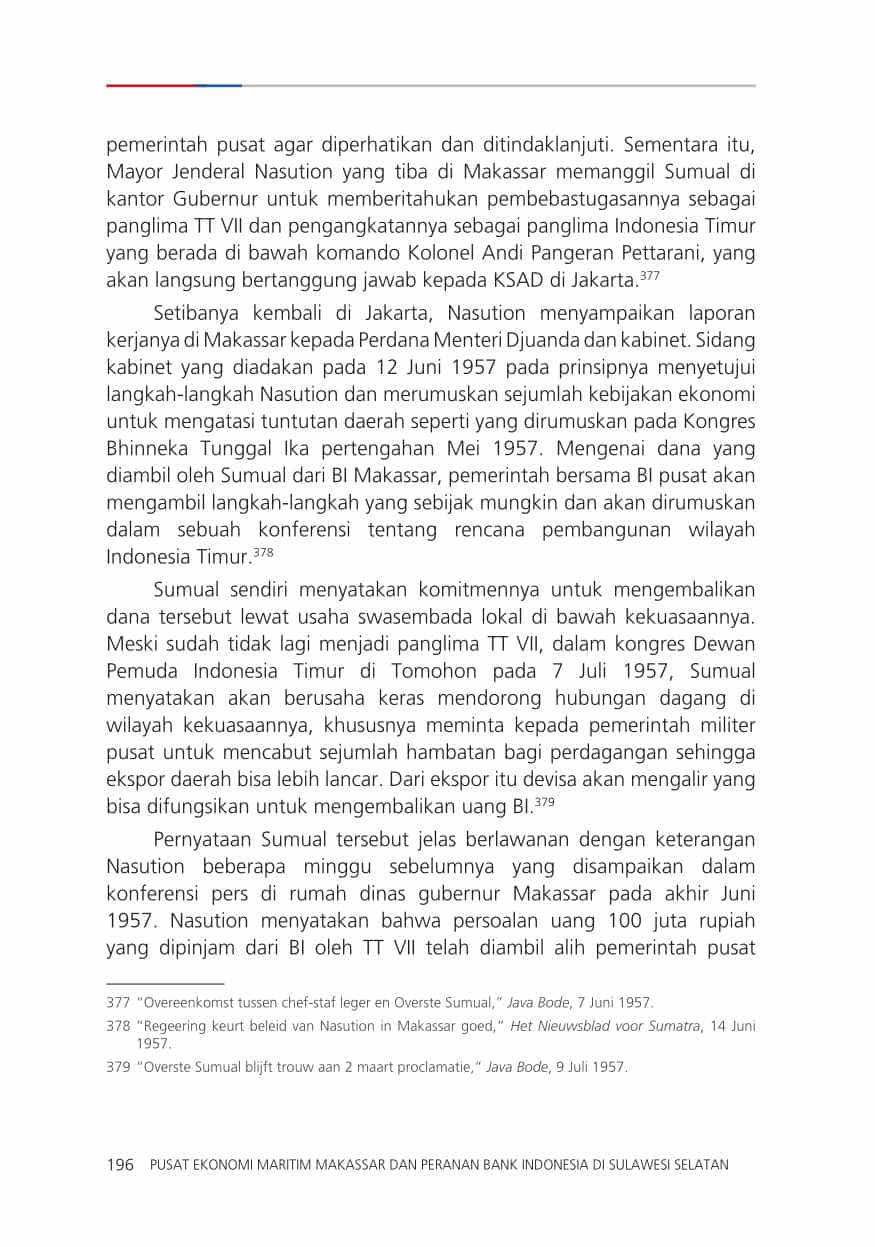 pemerintah pusat agar diperhatikan dan ditindaklanjuti. Sementara itu,
Mayor Jenderal Nasution yang tiba di Makassar memanggil Sumual di
kantor Gubernur untuk memberitahukan pembebastugasannya sebagai
panglima TT VII dan pengangkatannya sebagai panglima Indonesia Timur
yang berada di bawah komando Kolonel Andi Pangeran Pettarani, yang
akan langsung bertanggung jawab kepada KSAD di Jakarta.377
Setibanya kembali di Jakarta, Nasution menyampaikan laporan
kerjanya di Makassar kepada Perdana Menteri Djuanda dan kabinet. Sidang
kabinet yang diadakan pada 12 Juni 1957 pada prinsipnya menyetujui
langkah-langkah Nasution dan merumuskan sejumlah kebijakan ekonomi
untuk mengatasi tuntutan daerah seperti yang dirumuskan pada Kongres
Bhinneka Tunggal Ika pertengahan Mei 1957. Mengenai dana yang
diambil oleh Sumual dari BI Makassar, pemerintah bersama BI pusat akan
mengambil langkah-langkah yang sebijak mungkin dan akan dirumuskan
dalam sebuah konferensi tentang rencana pembangunan wilayah
Indonesia Timur.378
Sumual sendiri menyatakan komitmennya untuk mengembalikan
dana tersebut lewat usaha swasembada lokal di bawah kekuasaannya.
Meski sudah tidak lagi menjadi panglima TT VII, dalam kongres Dewan
Pemuda Indonesia Timur di Tomohon pada 7 Juli 1957, Sumual
menyatakan akan berusaha keras mendorong hubungan dagang di
wilayah kekuasaannya, khususnya meminta kepada pemerintah militer
pusat untuk mencabut sejumlah hambatan bagi perdagangan sehingga
ekspor daerah bisa lebih lancar. Dari ekspor itu devisa akan mengalir yang
bisa difungsikan untuk mengembalikan uang BI.379
Pernyataan Sumual tersebut jelas berlawanan dengan keterangan
Nasution beberapa minggu sebelumnya yang disampaikan dalam
konferensi pers di rumah dinas gubernur Makassar pada akhir Juni
1957. Nasution menyatakan bahwa persoalan uang 100 juta rupiah
yang dipinjam dari BI oleh TT VII telah diambil alih pemerintah pusat
377 “Overeenkomst tussen chef-staf leger en Overste Sumual,” Java Bode, 7 Juni 1957.
378 “Regeering keurt beleid van Nasution in Makassar goed,” Het Nieuwsblad voor Sumatra, 14 Juni
1957.
379 “Overste Sumual blijft trouw aan 2 maart proclamatie,” Java Bode, 9 Juli 1957.
196 PUSAT EKONOMI MARITIM MAKASSAR DAN PERANAN BANK INDONESIA DI SULAWESI SELATAN